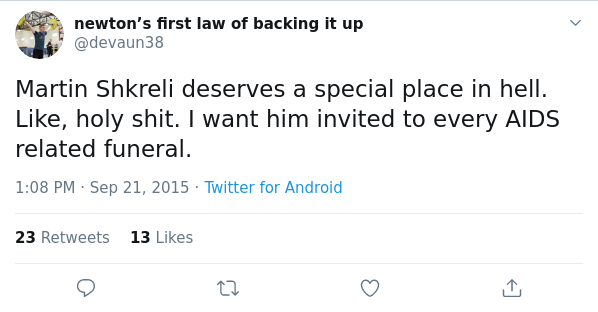 newton’s first law of backing it up
@devaun38
Martin Shkreli deserves a special place in hell.
Like, holy shit. I want him invited to every AIDS
related funeral.
1:08 PM · Sep 21, 2015 · Twitter for Android
23 Retweets 13 Likes